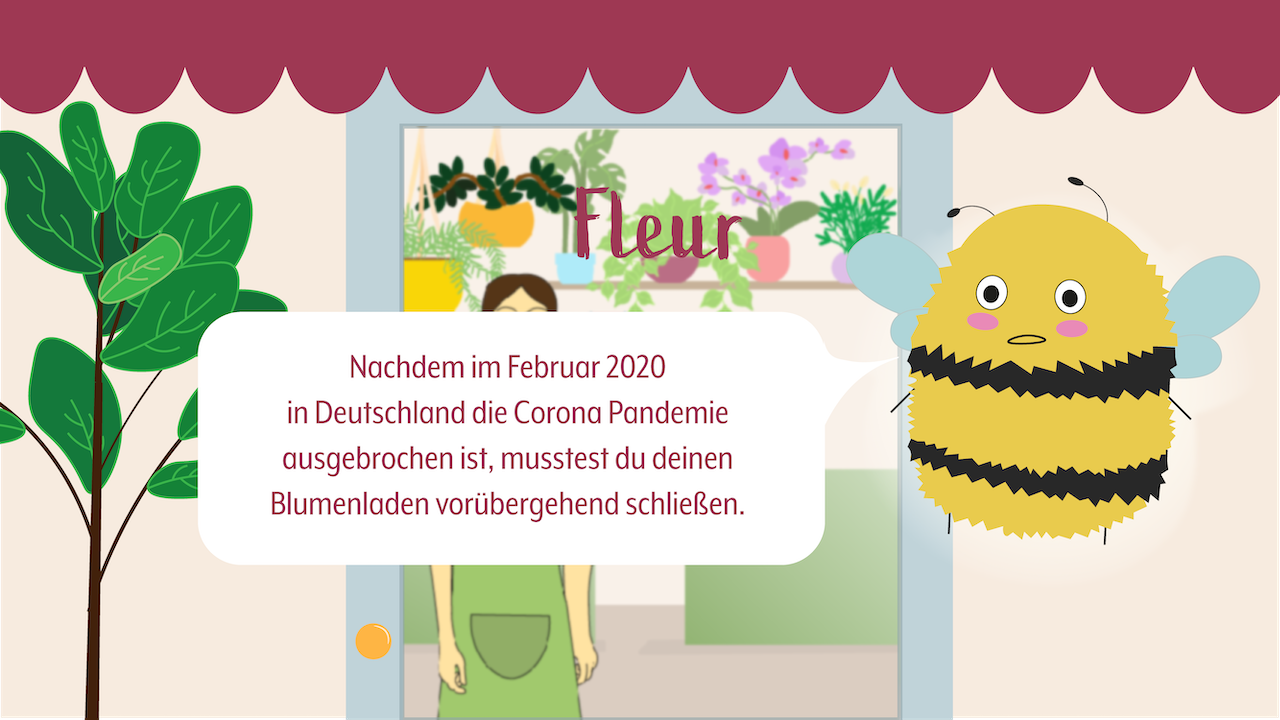 Fleur
Nachdem im Februar 2020
in Deutschland die Corona Pandemie
ausgebrochen ist, musstest du deinen
Blumenladen vorübergehend schließen.